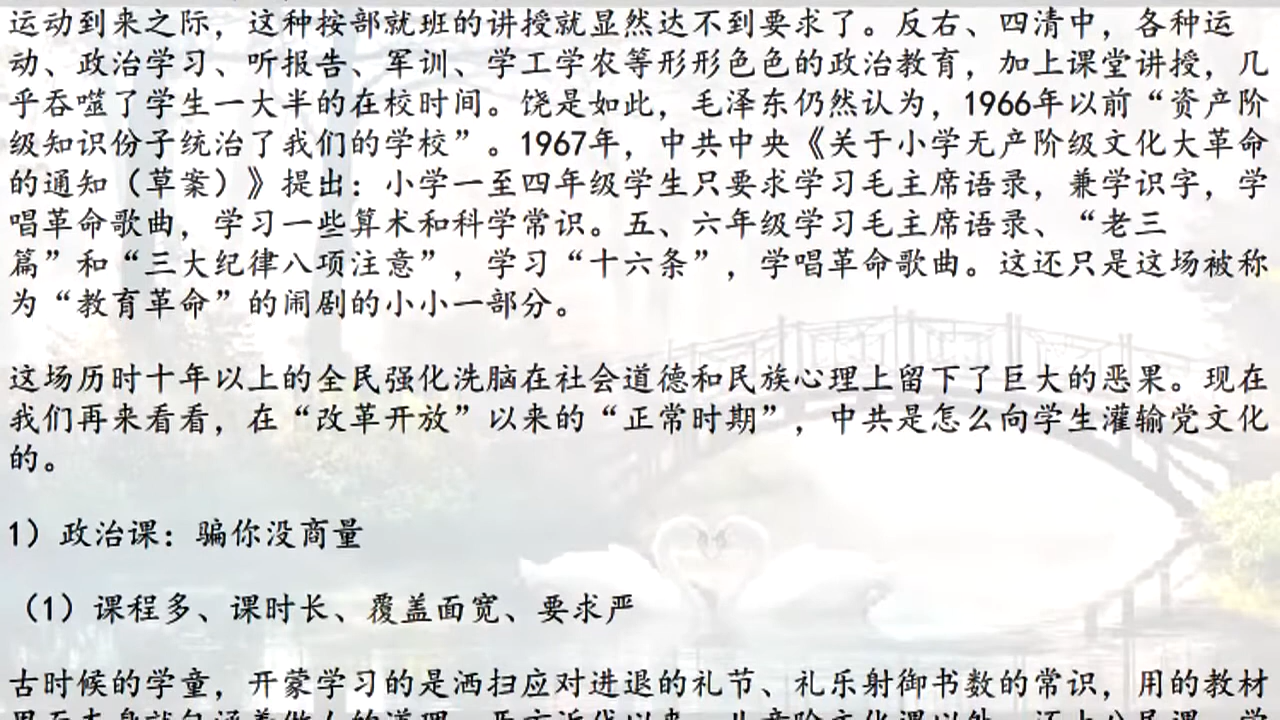 运动到来之际，这种按部就班的讲授就显然达不到要求了。反右、四清中，各种运
动、政治学习、听报告、军训、学工学农等形形色色的政治教育，加上课堂讲授，几
乎吞噬了学生一大半的在校时间。饶是如此，毛泽东仍然认为，1966年以前“资产阶
级知识份子统治了我们的学校”。1967年，中共中央《关于小学无产阶级文化大革命
的通知（草案）》提出：小学一至四年级学生只要求学习毛主席语录，兼学识字，学
唱革命歌曲，学习一些算术和科学常识。五、六年级学习毛主席语录、“老三
篇”和“三大纪律八项注意”，学习“十六条”，学唱革命歌曲。这还只是这场被称
为“教育革命”的闹剧的小小一部分。
这场历时十年以上的全民强化洗脑在社会道德和民族心理上留下了巨大的恶果。现在
我们再来看看，在“改革开放”以来的“正常时期”，中共是怎么向学生灌输党文化
的。
1）政治课：骗你没商量
（1）课程多、课时长、覆盖面宽、要求严
古时候的学童，开蒙学习的是洒扫应对进退的礼节、礼乐射御书数的常识，用的教材